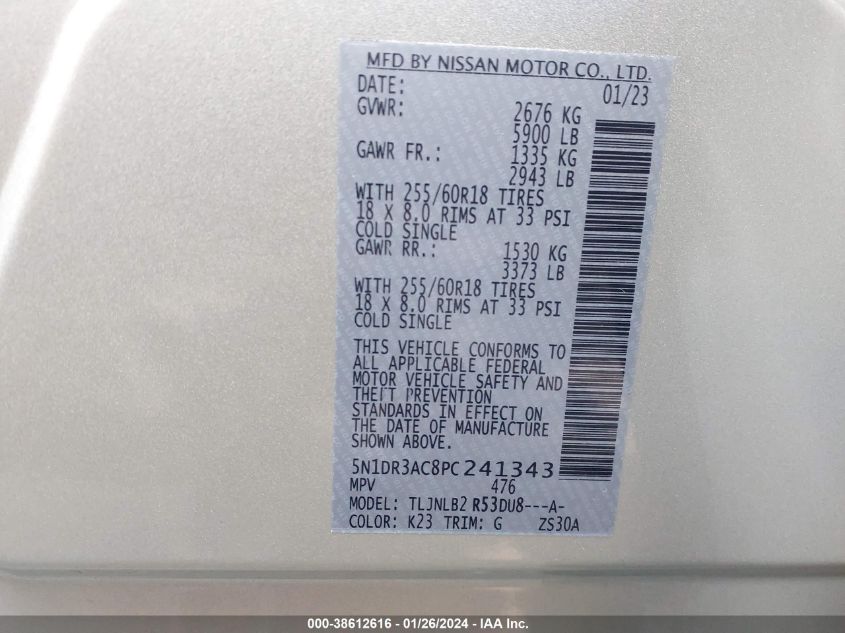 MFD BY NISSAN MOTOR CO., LTD.
DATE: 01/23
GVWR: 2676 KG
5900 LB
GAWR FR.: 1335 KG
2943 LB
WITH 255/60R18 TIRES
18 X 8.0 RIMS AT 33 PSI
COLD SINGLE
GAWR RR.: 1530 KG
3373 LB
WITH 255/60R18 TIRES
18 X 8.0 RIMS AT 33 PSI
COLD SINGLE
THIS VEHICLE CONFORMS TO
ALL APPLICABLE FEDERAL
MOTOR VEHICLE SAFETY AND
THEFT PREVENTION
STANDARDS IN EFFECT ON
THE DATE OF MANUFACTURE
SHOWN ABOVE.
5N1DR3AC8PC241343
MPV 476
MODEL: TLJNLB2 R53DU8---A-
COLOR: K23 TRIM: G ZS30A
000-38612616 - 01/26/2024 - IAA Inc.